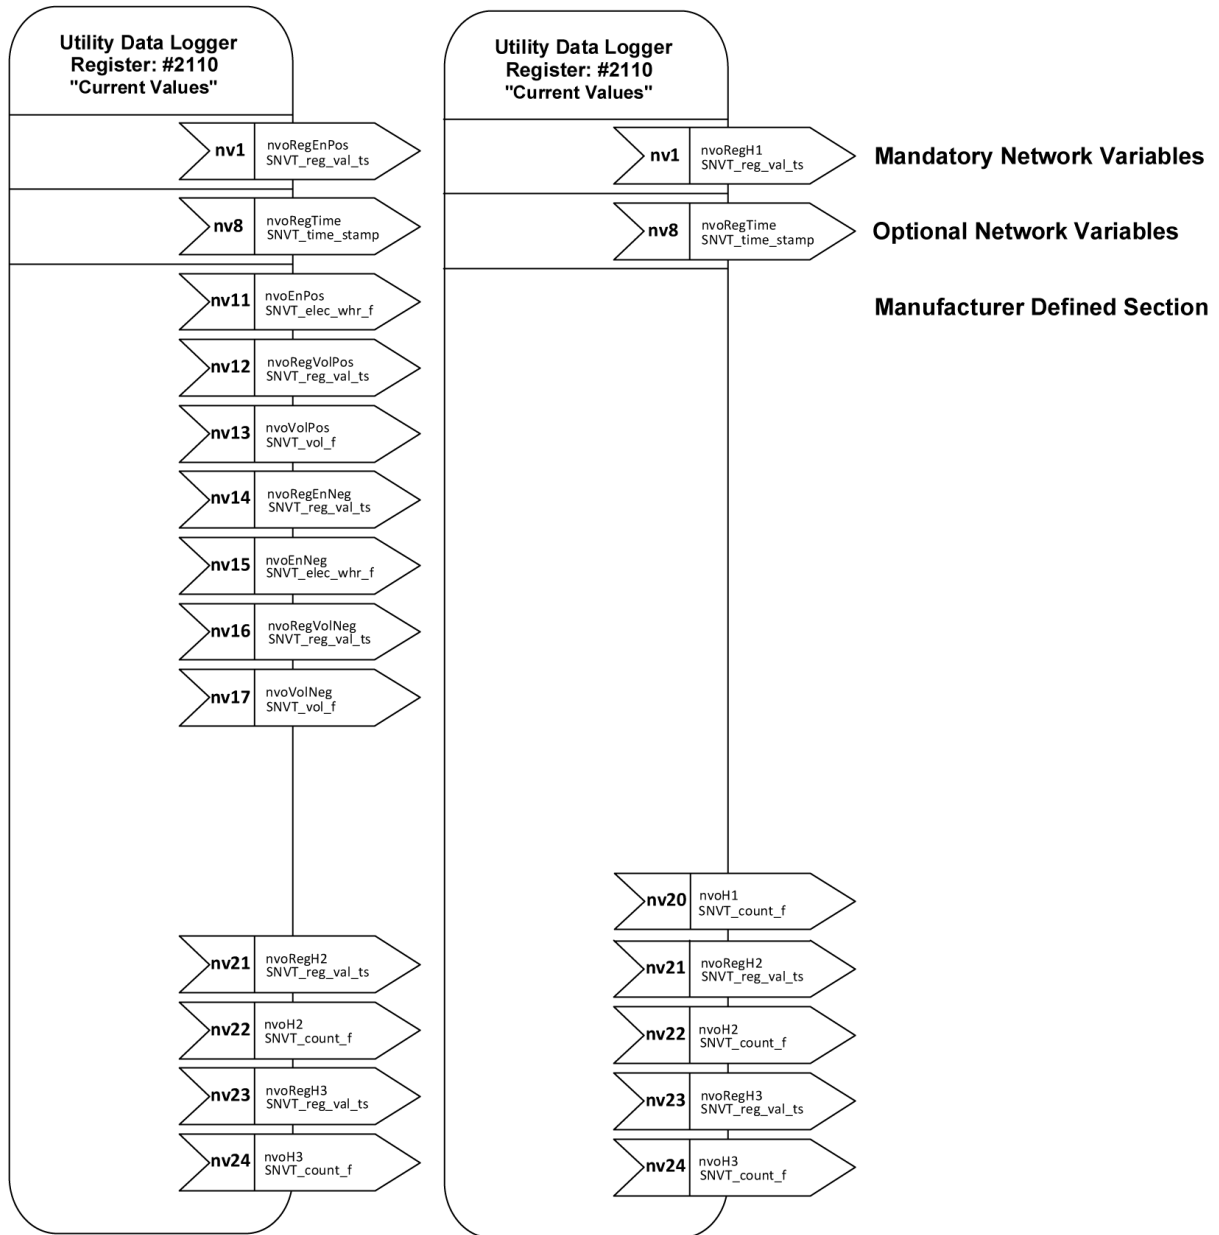 Utility Data Logger
Register: #2110
"Current Values"
nv1
nvoRegEnPos
SNVT_reg_val_ts
nv8
nvoRegTime
SNVT_time_stamp
nv11
nvoEnPos
SNVT_elec_whr_f
nv12
nvoRegVolPos
SNVT_reg_val_ts
nv13
nvoVolPos
SNVT_vol_f
nv14
nvoRegEnNeg
SNVT_reg_val_ts
nv15
nvoEnNeg
SNVT_elec_whr_f
nv16
nvoRegVolNeg
SNVT_reg_val_ts
nv17
nvoVolNeg
SNVT_vol_f
nv21
nvoRegH2
SNVT_reg_val_ts
nv22
nvoH2
SNVT_count_f
nv23
nvoRegH3
SNVT_reg_val_ts
nv24
nvoH3
SNVT_count_f
Utility Data Logger
Register: #2110
"Current Values"
nv1
nvoRegH1
SNVT_reg_val_ts
nv8
nvoRegTime
SNVT_time_stamp
nv20
nvoH1
SNVT_count_f
nv21
nvoRegH2
SNVT_reg_val_ts
nv22
nvoH2
SNVT_count_f
nv23
nvoRegH3
SNVT_reg_val_ts
nv24
nvoH3
SNVT_count_f
Mandatory Network Variables
Optional Network Variables
Manufacturer Defined Section